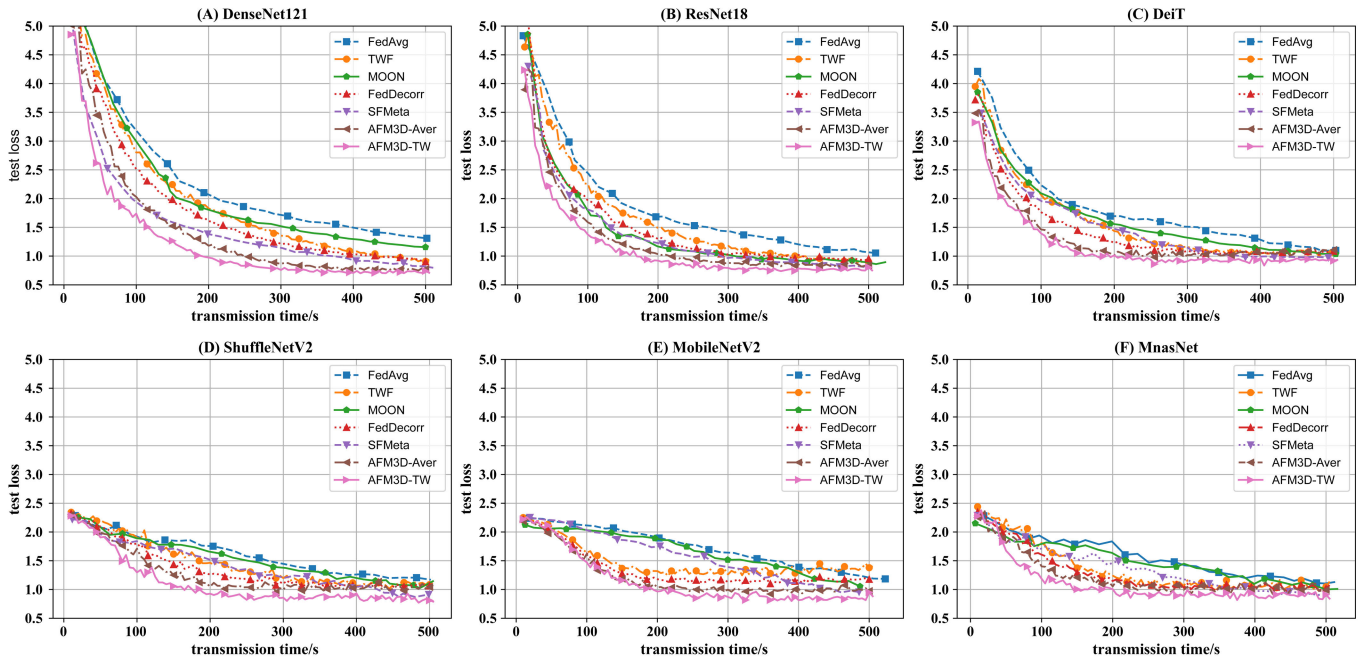 (A) DenseNet121
5.0
4.5
4.0
3.5
3.0
2.5
2.0
1.5
1.0
0.5
test loss
0
100
200
300
400
500
transmission time/s
FedAvg
TWF
MOON
FedDecorr
SFMeta
AFM3D-Aver
AFM3D-TW
(B) ResNet18
5.0
4.5
4.0
3.5
3.0
2.5
2.0
1.5
1.0
0.5
test loss
0
100
200
300
400
500
transmission time/s
FedAvg
TWF
MOON
FedDecorr
SFMeta
AFM3D-Aver
AFM3D-TW
(C) DeiT
5.0
4.5
4.0
3.5
3.0
2.5
2.0
1.5
1.0
0.5
test loss
0
100
200
300
400
500
transmission time/s
FedAvg
TWF
MOON
FedDecorr
SFMeta
AFM3D-Aver
AFM3D-TW
(D) ShuffleNetV2
5.0
4.5
4.0
3.5
3.0
2.5
2.0
1.5
1.0
0.5
test loss
0
100
200
300
400
500
transmission time/s
FedAvg
TWF
MOON
FedDecorr
SFMeta
AFM3D-Aver
AFM3D-TW
(E) MobileNetV2
5.0
4.5
4.0
3.5
3.0
2.5
2.0
1.5
1.0
0.5
test loss
0
100
200
300
400
500
transmission time/s
FedAvg
TWF
MOON
FedDecorr
SFMeta
AFM3D-Aver
AFM3D-TW
(F) MnasNet
5.0
4.5
4.0
3.5
3.0
2.5
2.0
1.5
1.0
0.5
test loss
0
100
200
300
400
500
transmission time/s
FedAvg
TWF
MOON
FedDecorr
SFMeta
AFM3D-Aver
AFM3D-TW